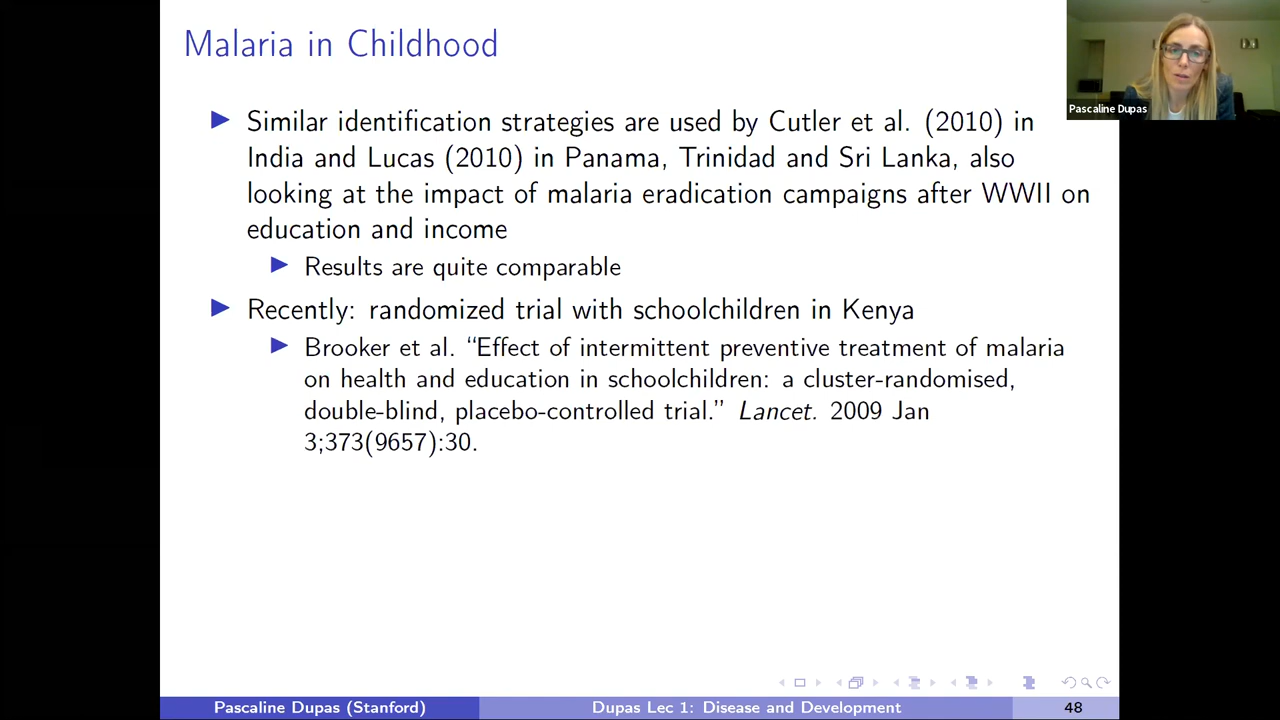 Malaria in Childhood
Pascaline Dupas
Similar identification strategies are used by Cutler et al. (2010) in
India and Lucas (2010) in Panama, Trinidad and Sri Lanka, also
looking at the impact of malaria eradication campaigns after WWII on
education and income
Results are quite comparable
Recently: randomized trial with schoolchildren in Kenya
Brooker et al. “Effect of intermittent preventive treatment of malaria
on health and education in schoolchildren: a cluster-randomised,
double-blind, placebo-controlled trial.” Lancet. 2009 Jan
3;373(9657):30.
Pascaline Dupas (Stanford) Dupas Lec 1: Disease and Development 48